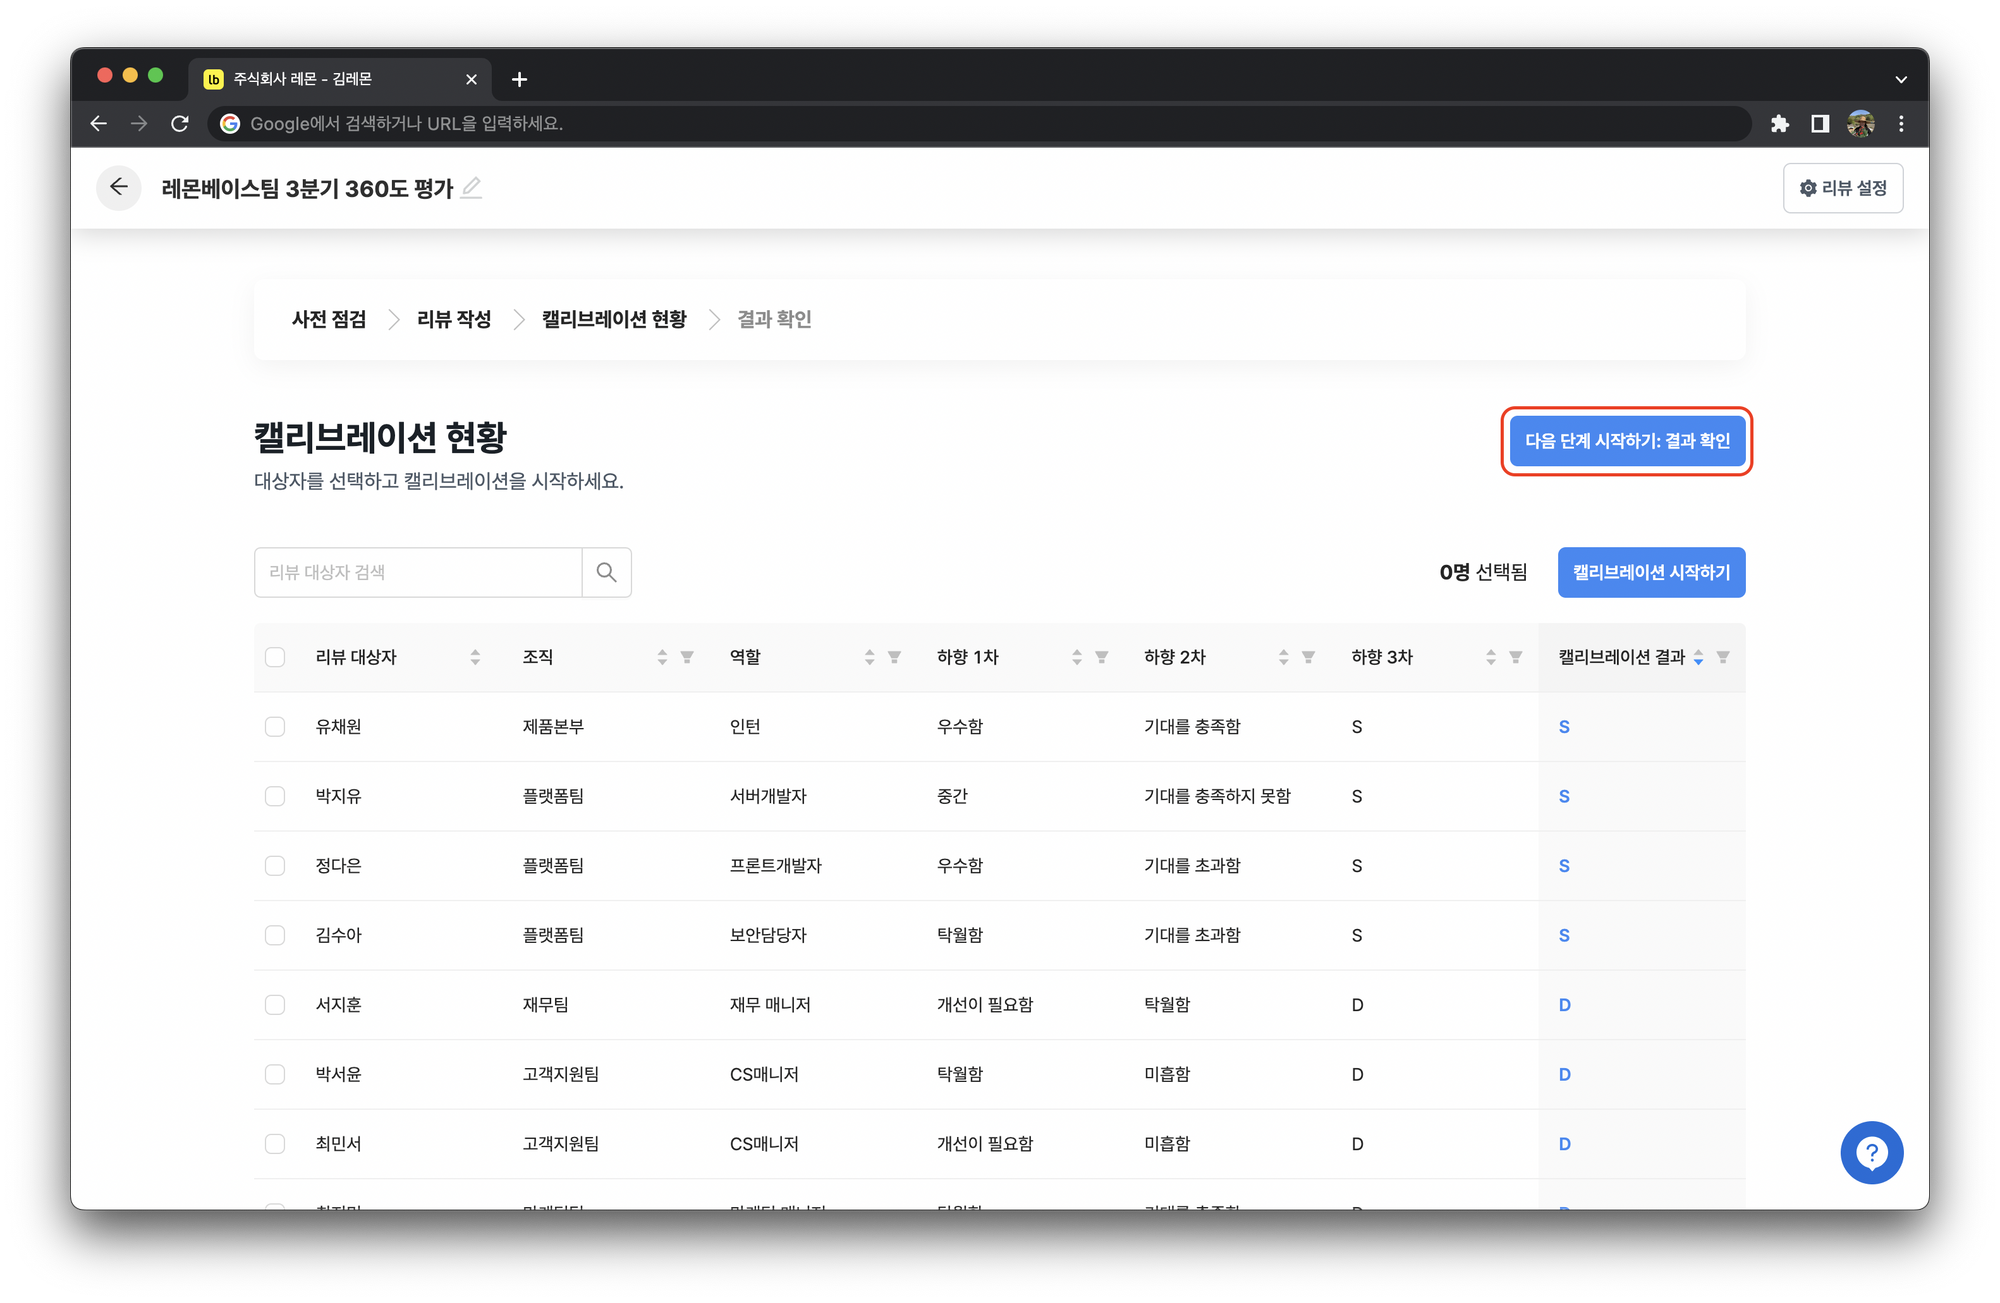 lb 주식회사 레몬 - 김레몬
Google에서 검색하거나 URL을 입력하세요.
레몬베이스팀 3분기 360도 평가
리뷰 설정
사전 점검 리뷰 작성 캘리브레이션 현황 결과 확인
캘리브레이션 현황
다음 단계 시작하기: 결과 확인
대상자를 선택하고 캘리브레이션을 시작하세요.
리뷰 대상자 검색
0명 선택됨
캘리브레이션 시작하기
리뷰 대상자 조직 역할 하향 1차 하향 2차 하향 3차 캘리브레이션 결과
유채원 제품본부 인턴 우수함 기대를 충족함 S S
박지유 플랫폼팀 서버개발자 중간 기대를 충족하지 못함 S S
정다은 플랫폼팀 프론트개발자 우수함 기대를 초과함 S S
김수아 플랫폼팀 보안담당자 탁월함 기대를 초과함 S S
서지훈 재무팀 재무 매니저 개선이 필요함 탁월함 D D
박서윤 고객지원팀 CS매니저 탁월함 미흡함 D D
최민서 고객지원팀 CS매니저 개선이 필요함 미흡함 D D
?